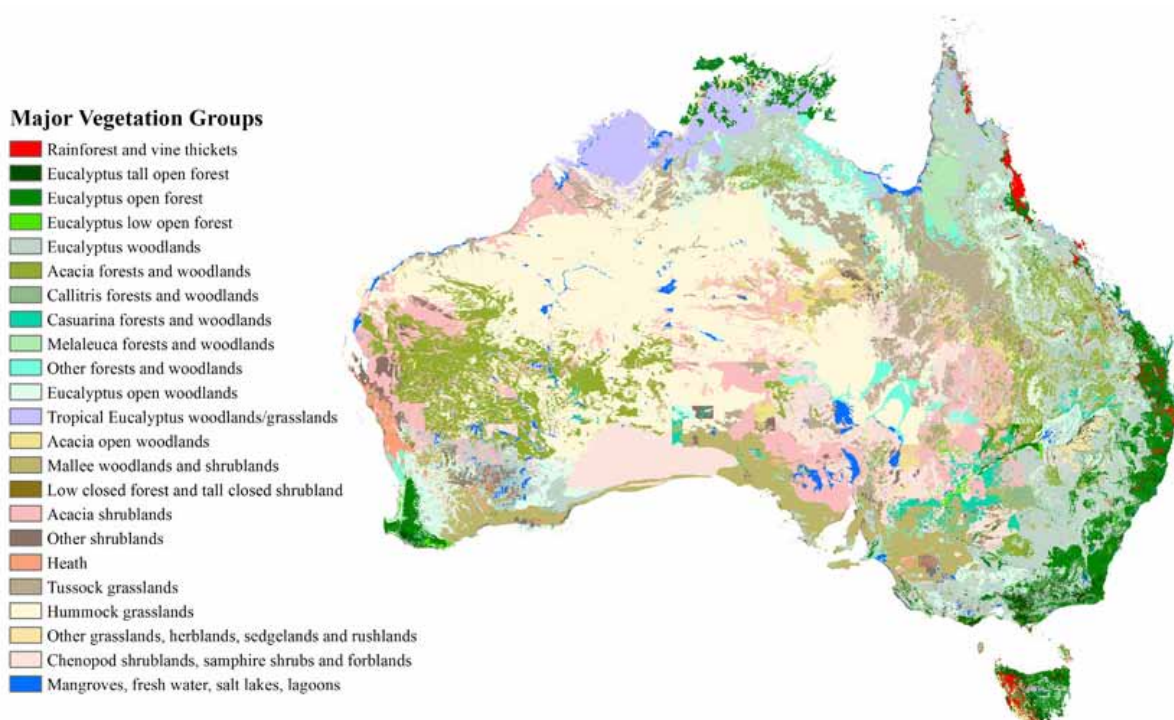 Major Vegetation Groups
Rainforest and vine thickets
Eucalyptus tall open forest
Eucalyptus open forest
Eucalyptus low open forest
Eucalyptus woodlands
Acacia forests and woodlands
Callitris forests and woodlands
Casuarina forests and woodlands
Melaleuca forests and woodlands
Other forests and woodlands
Eucalyptus open woodlands
Tropical Eucalyptus woodlands/grasslands
Acacia open woodlands
Mallee woodlands and shrublands
Low closed forest and tall closed shrubland
Acacia shrublands
Other shrublands
Heath
Tussock grasslands
Hummock grasslands
Other grasslands, herblands, sedgelands and rushlands
Chenopod shrublands, samphire shrubs and forblands
Mangroves, fresh water, salt lakes, lagoons